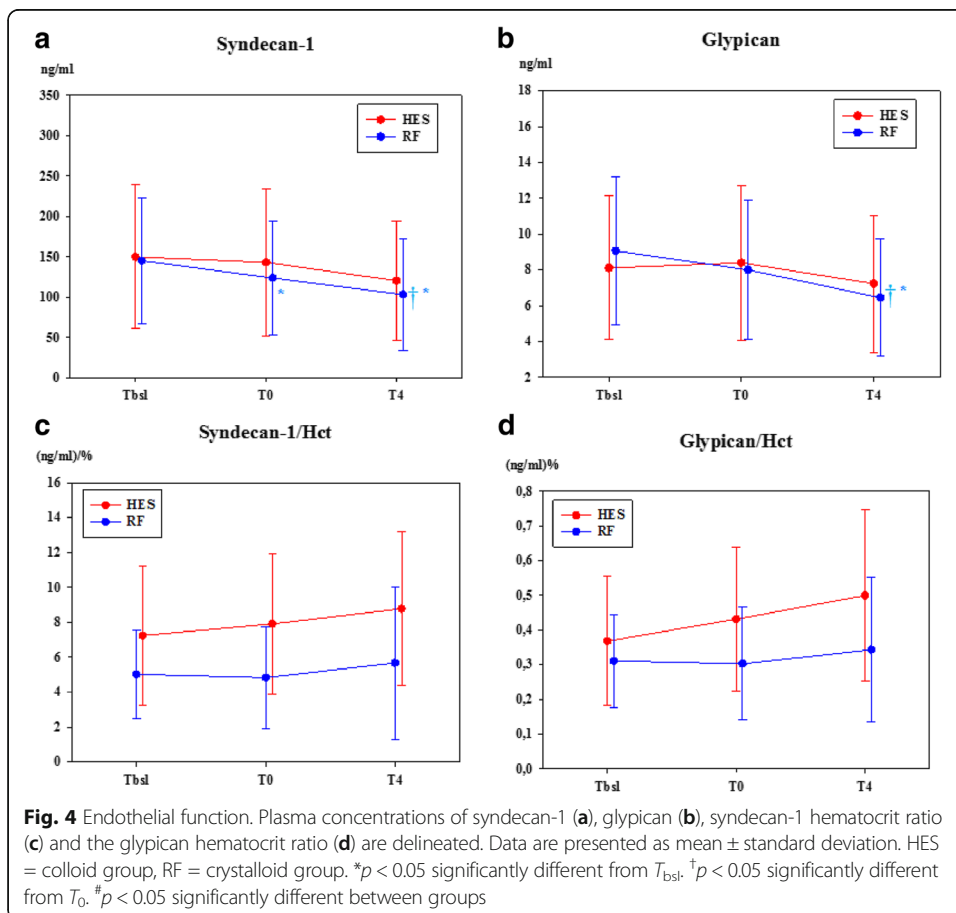 a
Syndecan-1
ng/ml
350
300
250
200
150
100
50
0
HES
RF
*
† *
Tbsl T0 T4
b
Glypican
ng/ml
18
16
14
12
10
8
6
4
2
HES
RF
† *
Tbsl T0 T4
c
Syndecan-1/Hct
(ng/ml)/%
16
14
12
10
8
6
4
2
0
HES
RF
Tbsl T0 T4
d
Glypican/Hct
(ng/ml)%
0,8
0,7
0,6
0,5
0,4
0,3
0,2
0,1
0,0
HES
RF
Tbsl T0 T4
Fig. 4 Endothelial function. Plasma concentrations of syndecan-1 (a), glypican (b), syndecan-1 hematocrit ratio
(c) and the glypican hematocrit ratio (d) are delineated. Data are presented as mean ± standard deviation. HES
= colloid group, RF = crystalloid group. *p < 0.05 significantly different from Tbsl. †p < 0.05 significantly different
from T0. #p < 0.05 significantly different between groups